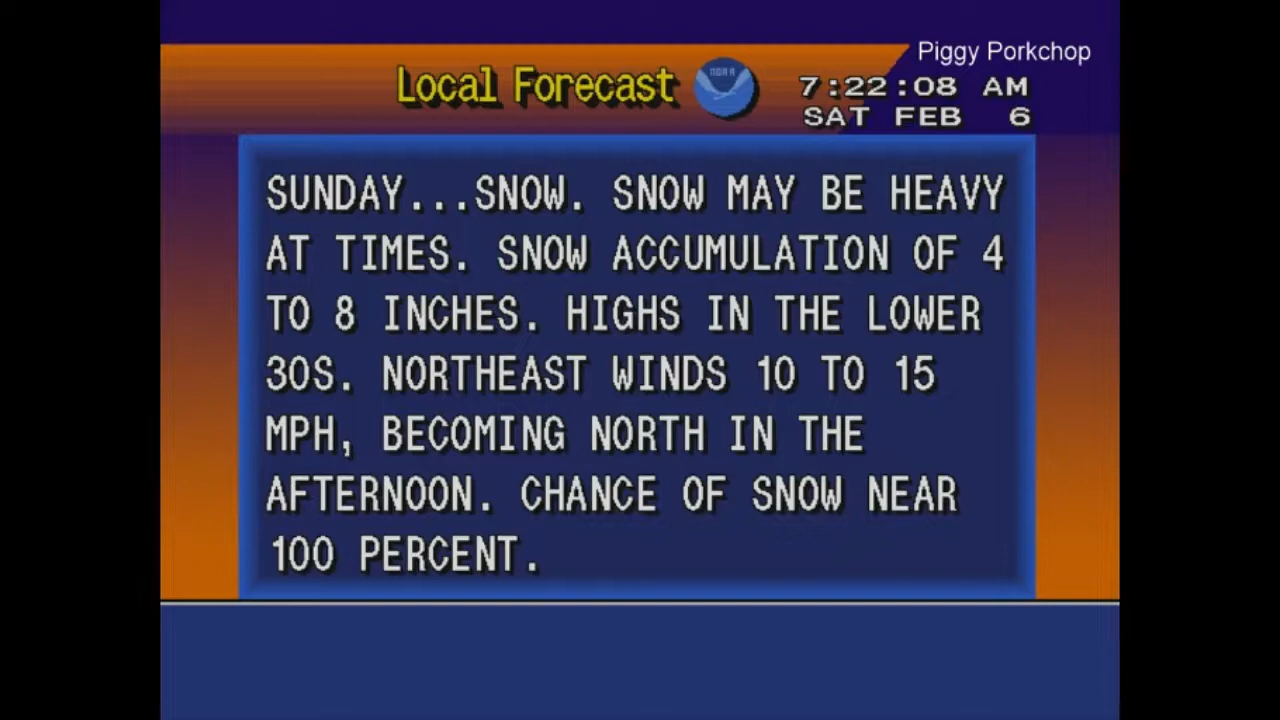 Piggy Porkchop
Local Forecast
NOAA
7:22:08 AM
SAT FEB 6
SUNDAY...SNOW. SNOW MAY BE HEAVY
AT TIMES. SNOW ACCUMULATION OF 4
TO 8 INCHES. HIGHS IN THE LOWER
30S. NORTHEAST WINDS 10 TO 15
MPH, BECOMING NORTH IN THE
AFTERNOON. CHANCE OF SNOW NEAR
100 PERCENT.